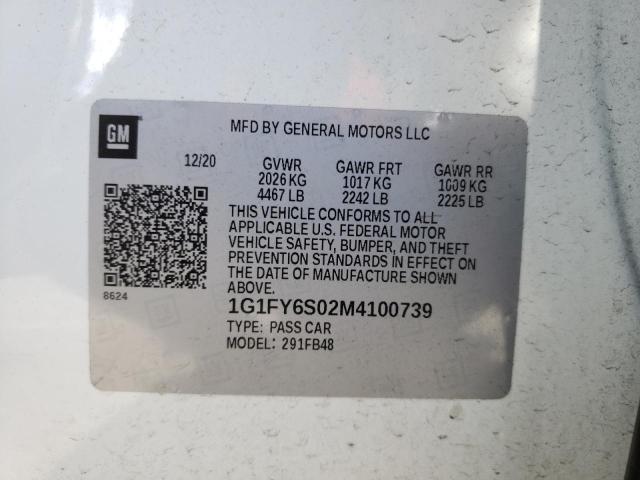 GM
MFD BY GENERAL MOTORS LLC
12/20 GVWR GAWR FRT GAWR RR
2026 KG 1017 KG 1009 KG
4467 LB 2242 LB 2225 LB
THIS VEHICLE CONFORMS TO ALL
APPLICABLE U.S. FEDERAL MOTOR
VEHICLE SAFETY, BUMPER, AND THEFT
PREVENTION STANDARDS IN EFFECT ON
THE DATE OF MANUFACTURE SHOWN
ABOVE.
8624
1G1FY6S02M4100739
TYPE: PASS CAR
MODEL: 291FB48